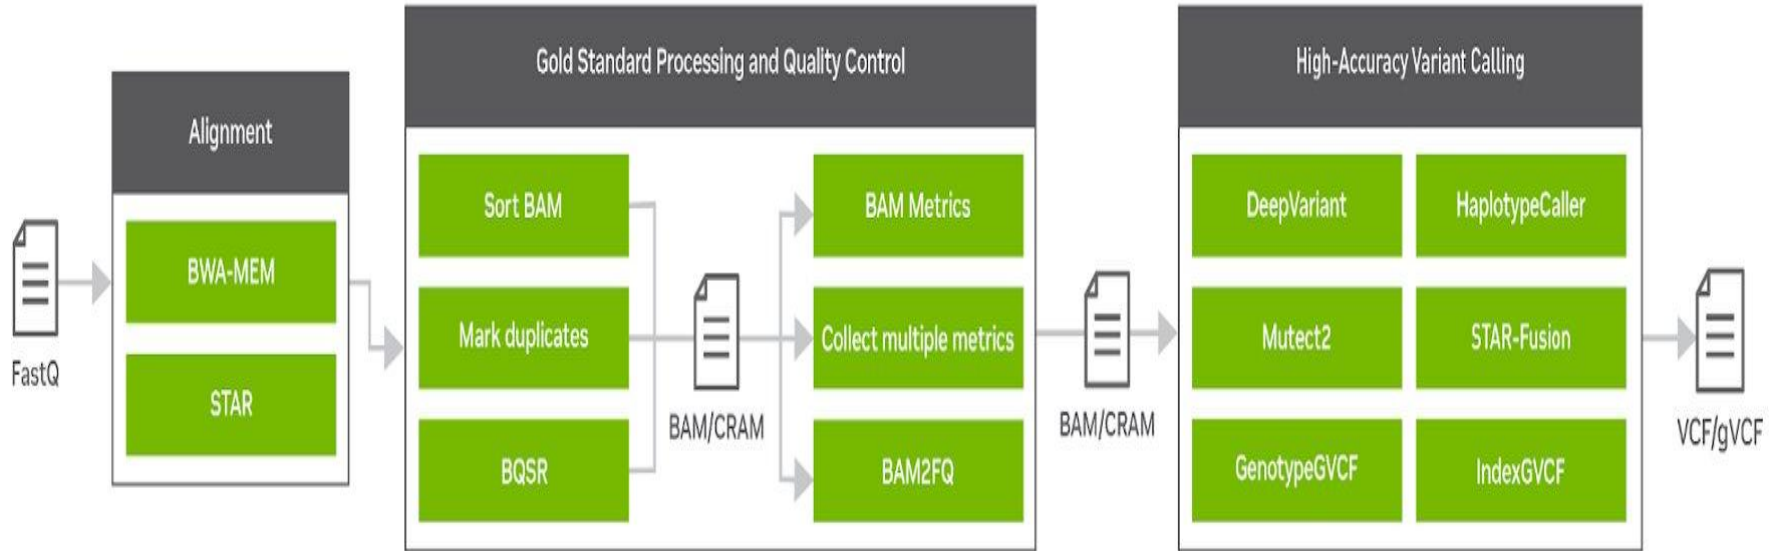 FastQ
Alignment
BWA-MEM
STAR
Gold Standard Processing and Quality Control
Sort BAM
Mark duplicates
BQSR
BAM/CRAM
BAM Metrics
Collect multiple metrics
BAM2FQ
BAM/CRAM
High-Accuracy Variant Calling
DeepVariant
HaplotypeCaller
Mutect2
STAR-Fusion
GenotypeGVCF
IndexGVCF
VCF/gVCF